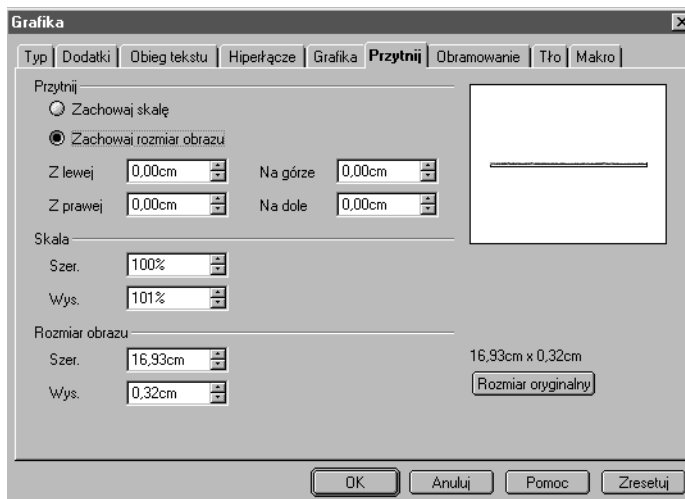 Grafika
Typ Dodatki Obieg tekstu Hiperłącze Grafika Przytnij Obramowanie Tło Makro
Przytnij
Zachowaj skalę
Zachowaj rozmiar obrazu
Z lewej 0,00cm Na górze 0,00cm
Z prawej 0,00cm Na dole 0,00cm
Skala
Szer. 100%
Wys. 101%
Rozmiar obrazu
Szer. 16,93cm 16,93cm x 0,32cm
Wys. 0,32cm Rozmiar oryginalny
OK Anuluj Pomoc Zresetuj